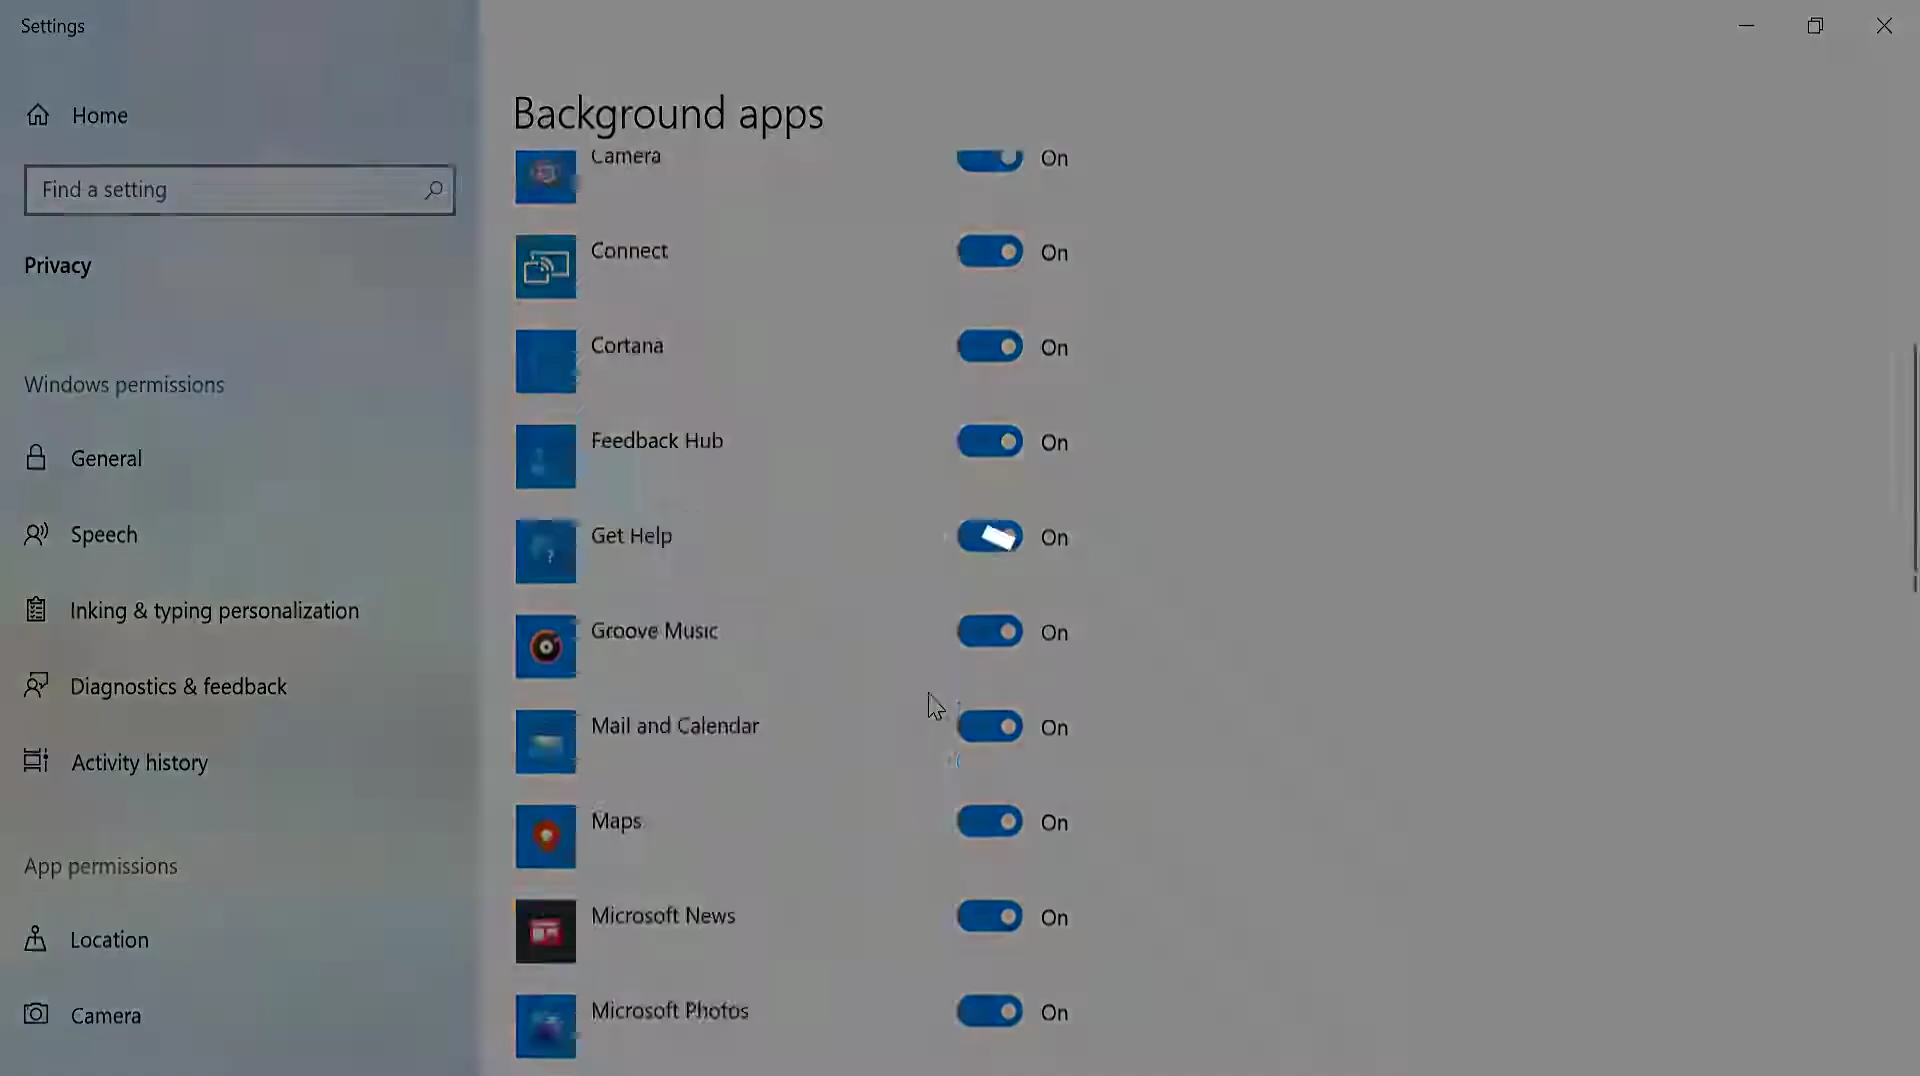 Settings
Home
Find a setting
Privacy
Windows permissions
General
Speech
Inking & typing personalization
Diagnostics & feedback
Activity history
App permissions
Location
Camera
Background apps
Camera On
Connect On
Cortana On
Feedback Hub On
Get Help On
Groove Music On
Mail and Calendar On
Maps On
Microsoft News On
Microsoft Photos On